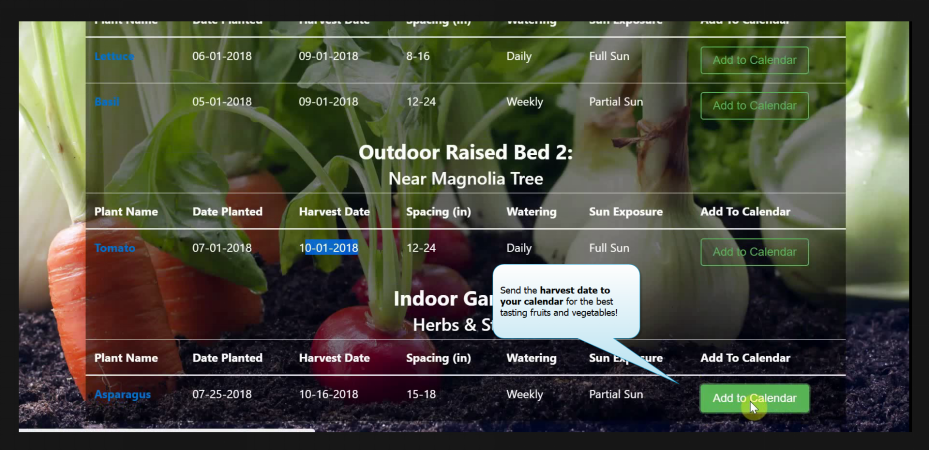 Plant Name Date Planted Harvest Date Spacing (in) Watering Sun Exposure Add To Calendar
Lettuce 06-01-2018 09-01-2018 8-16 Daily Full Sun Add to Calendar
Basil 05-01-2018 09-01-2018 12-24 Weekly Partial Sun Add to Calendar
Outdoor Raised Bed 2:
Near Magnolia Tree
Plant Name Date Planted Harvest Date Spacing (in) Watering Sun Exposure Add To Calendar
Tomato 07-01-2018 10-01-2018 12-24 Daily Full Sun Add to Calendar
Send the harvest date to
your calendar for the best
tasting fruits and vegetables!
Indoor
Herbs &
Plant Name Date Planted Harvest Date Spacing (in) Watering Sun Exposure Add To Calendar
Asparagus 07-25-2018 10-16-2018 15-18 Weekly Partial Sun Add to Calendar